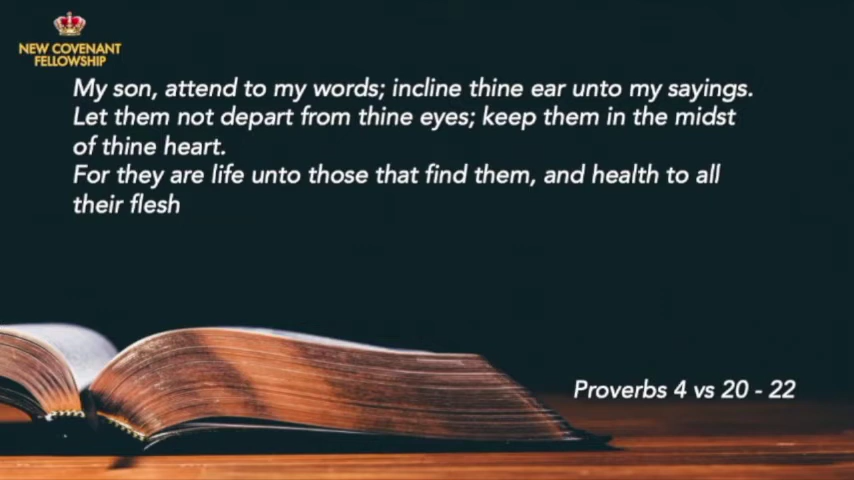 NEW COVENANT
FELLOWSHIP
My son, attend to my words; incline thine ear unto my sayings.
Let them not depart from thine eyes; keep them in the midst
of thine heart.
For they are life unto those that find them, and health to all
their flesh
Proverbs 4 vs 20 - 22